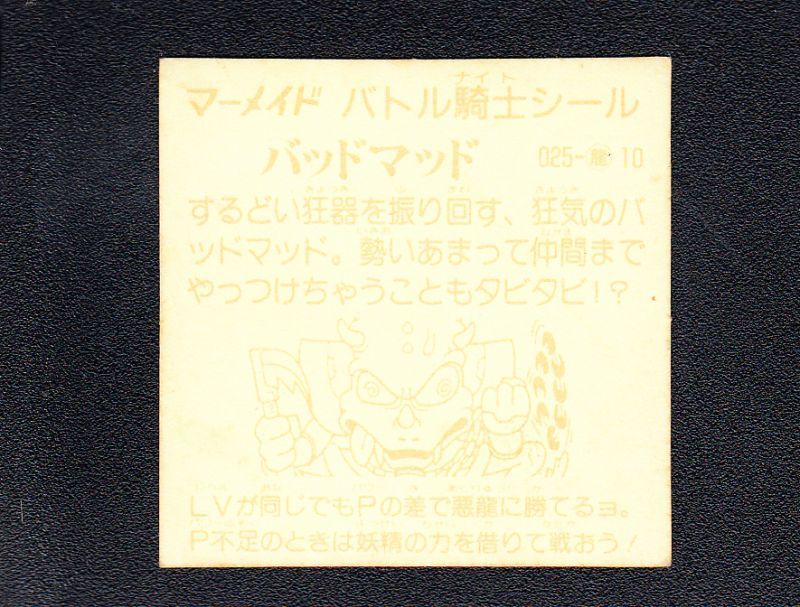 マーメイド バトル騎士シール
ナイト
バッドマッド 025-龍 10
するどい狂器を振り回す、狂気のバ
ッドマッド。勢いあまって仲間まで
やっつけちゃうこともタビタビ!?
LVが同じでもPの差で悪龍に勝てるヨ。
P不足のときは妖精の力を借りて戦おう!